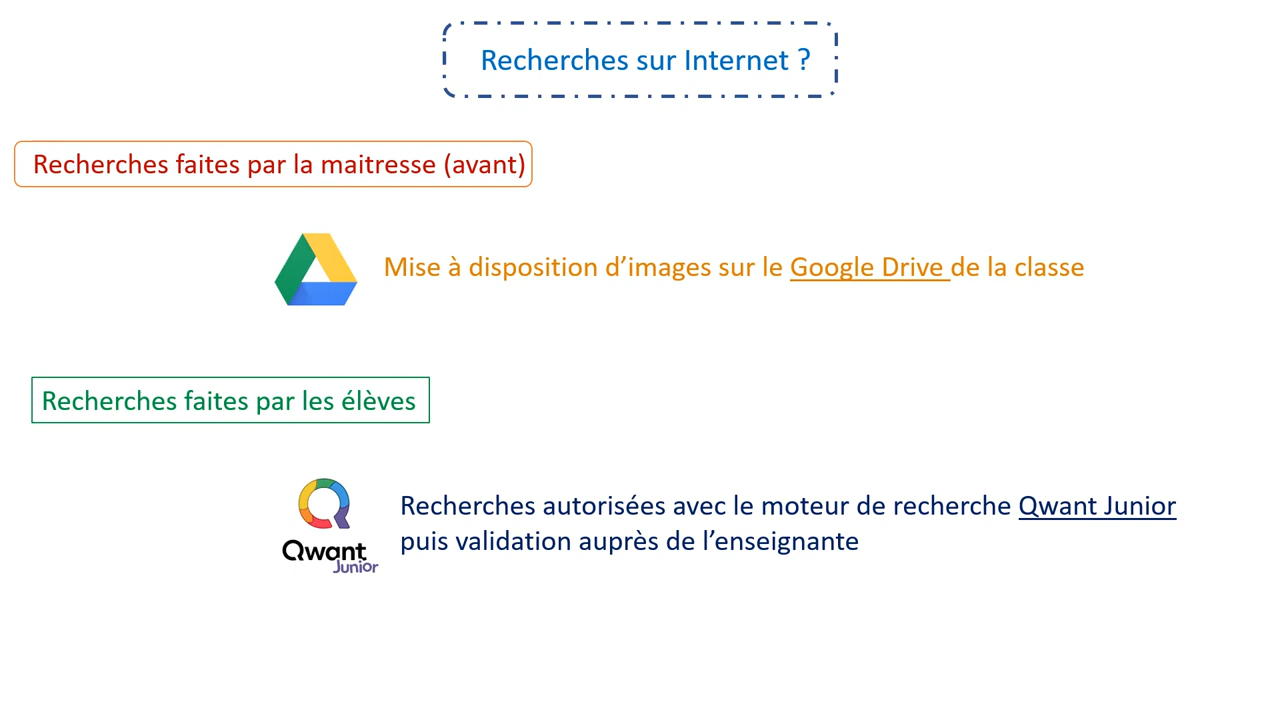 Recherches sur Internet ?
Recherches faites par la maitresse (avant)
Mise à disposition d’images sur le Google Drive de la classe
Recherches faites par les élèves
Recherches autorisées avec le moteur de recherche Qwant Junior
puis validation auprès de l’enseignante
Qwant
Junior